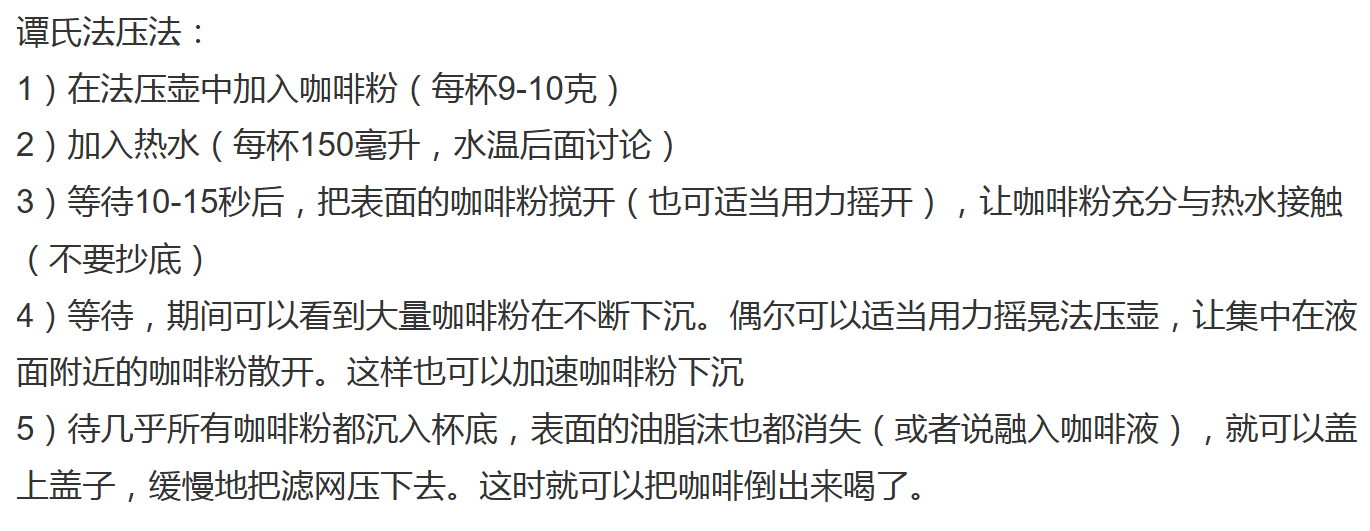 谭氏法压法：
1）在法压壶中加入咖啡粉（每杯9-10克）
2）加入热水（每杯150毫升，水温后面讨论）
3）等待10-15秒后，把表面的咖啡粉搅开（也可适当用力摇开），让咖啡粉充分与热水接触
（不要抄底）
4）等待，期间可以看到大量咖啡粉在不断下沉。偶尔可以适当用力摇晃法压壶，让集中在液
面附近的咖啡粉散开。这样也可以加速咖啡粉下沉
5）待几乎所有咖啡粉都沉入杯底，表面的油脂沫也都消失（或者说融入咖啡液），就可以盖
上盖子，缓慢地把滤网压下去。这时就可以把咖啡倒出来喝了。